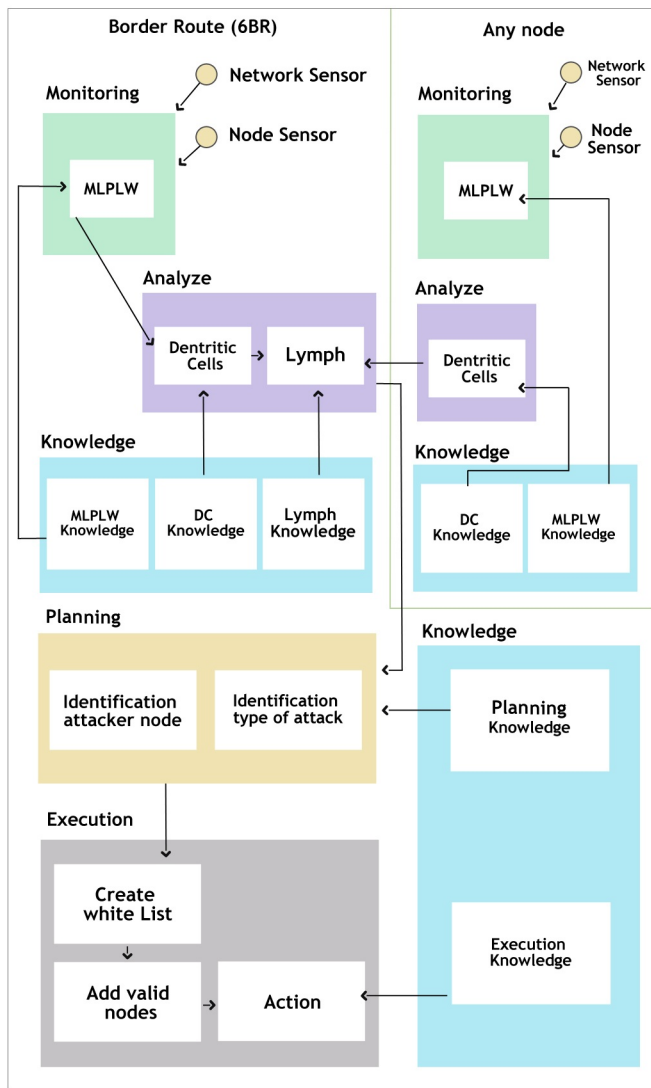 Border Route (6BR)
Network Sensor
Monitoring
Node Sensor
MLPLW
Analyze
Dentritic
Cells
Lymph
Knowledge
MLPLW
Knowledge
DC
Knowledge
Lymph
Knowledge
Any node
Network
Sensor
Monitoring
Node
Sensor
MLPLW
Analyze
Dentritic
Cells
Knowledge
DC
Knowledge
MLPLW
Knowledge
Planning
Identification
attacker node
Identification
type of attack
Knowledge
Planning
Knowledge
Execution
Create
white List
Add valid
nodes
Action
Execution
Knowledge